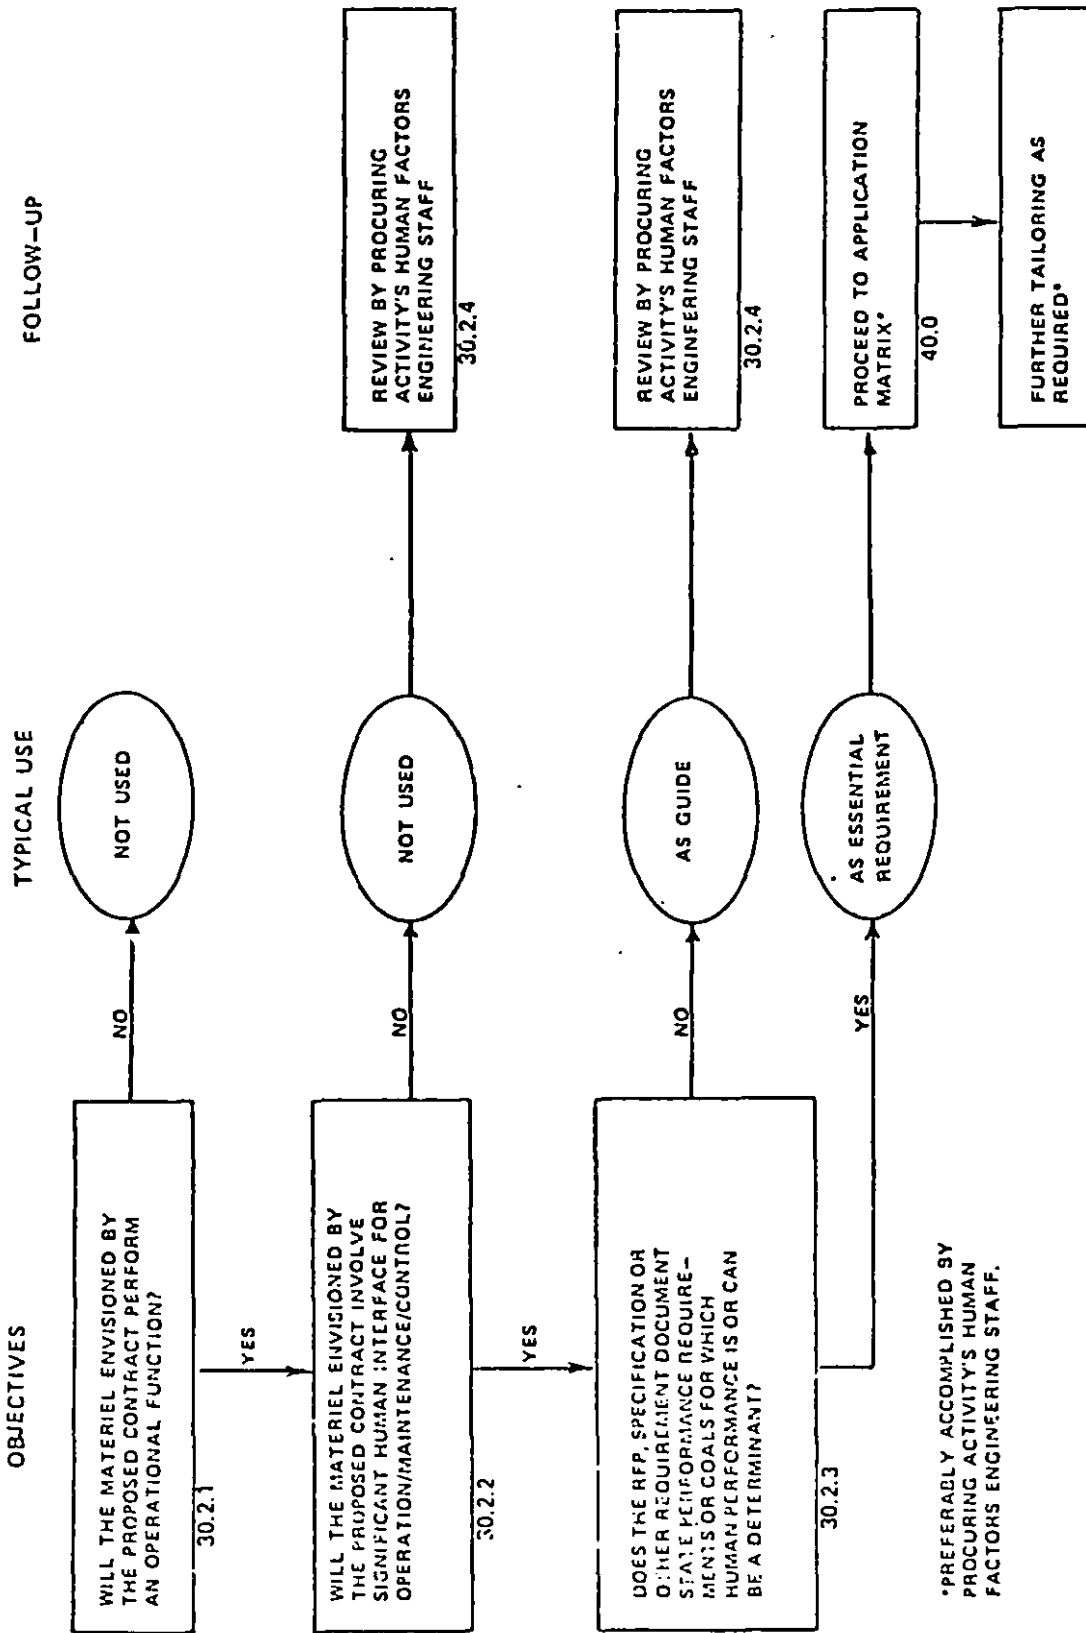 OBJECTIVES
TYPICAL USE
FOLLOW-UP
WILL THE MATERIEL ENVISIONED BY
THE PROPOSED CONTRACT PERFORM
AN OPERATIONAL FUNCTION?
30.2.1
NO
NOT USED
YES
WILL THE MATERIEL ENVISIONED BY
THE PROPOSED CONTRACT INVOLVE
SIGNIFICANT HUMAN INTERFACE FOR
OPERATION/MAINTENANCE/CONTROL?
30.2.2
NO
NOT USED
REVIEW BY PROCURING
ACTIVITY'S HUMAN FACTORS
ENGINEERING STAFF
30.2.4
YES
DOES THE RFP, SPECIFICATION OR
OTHER REQUIREMENT DOCUMENT
STATE PERFORMANCE REQUIRE-
MENTS OR GOALS FOR WHICH
HUMAN PERFORMANCE IS OR CAN
BE A DETERMINANT?
30.2.3
NO
AS GUIDE
REVIEW BY PROCURING
ACTIVITY'S HUMAN FACTORS
ENGINEERING STAFF
30.2.4
YES
AS ESSENTIAL
REQUIREMENT
PROCEED TO APPLICATION
MATRIX*
40.0
FURTHER TAILORING AS
REQUIRED*
*PREFERABLY ACCOMPLISHED BY
PROCURING ACTIVITY'S HUMAN
FACTORS ENGINEERING STAFF.